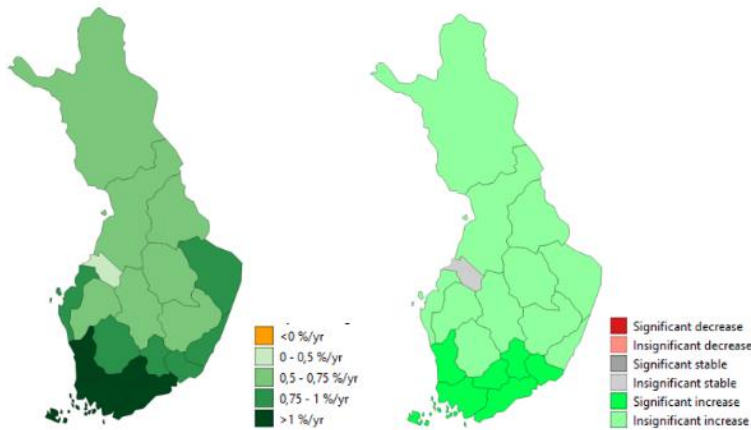 <0 %/yr
0 - 0,5 %/yr
0,5 - 0,75 %/yr
0,75 - 1 %/yr
>1 %/yr
Significant decrease
Insignificant decrease
Significant stable
Insignificant stable
Significant increase
Insignificant increase